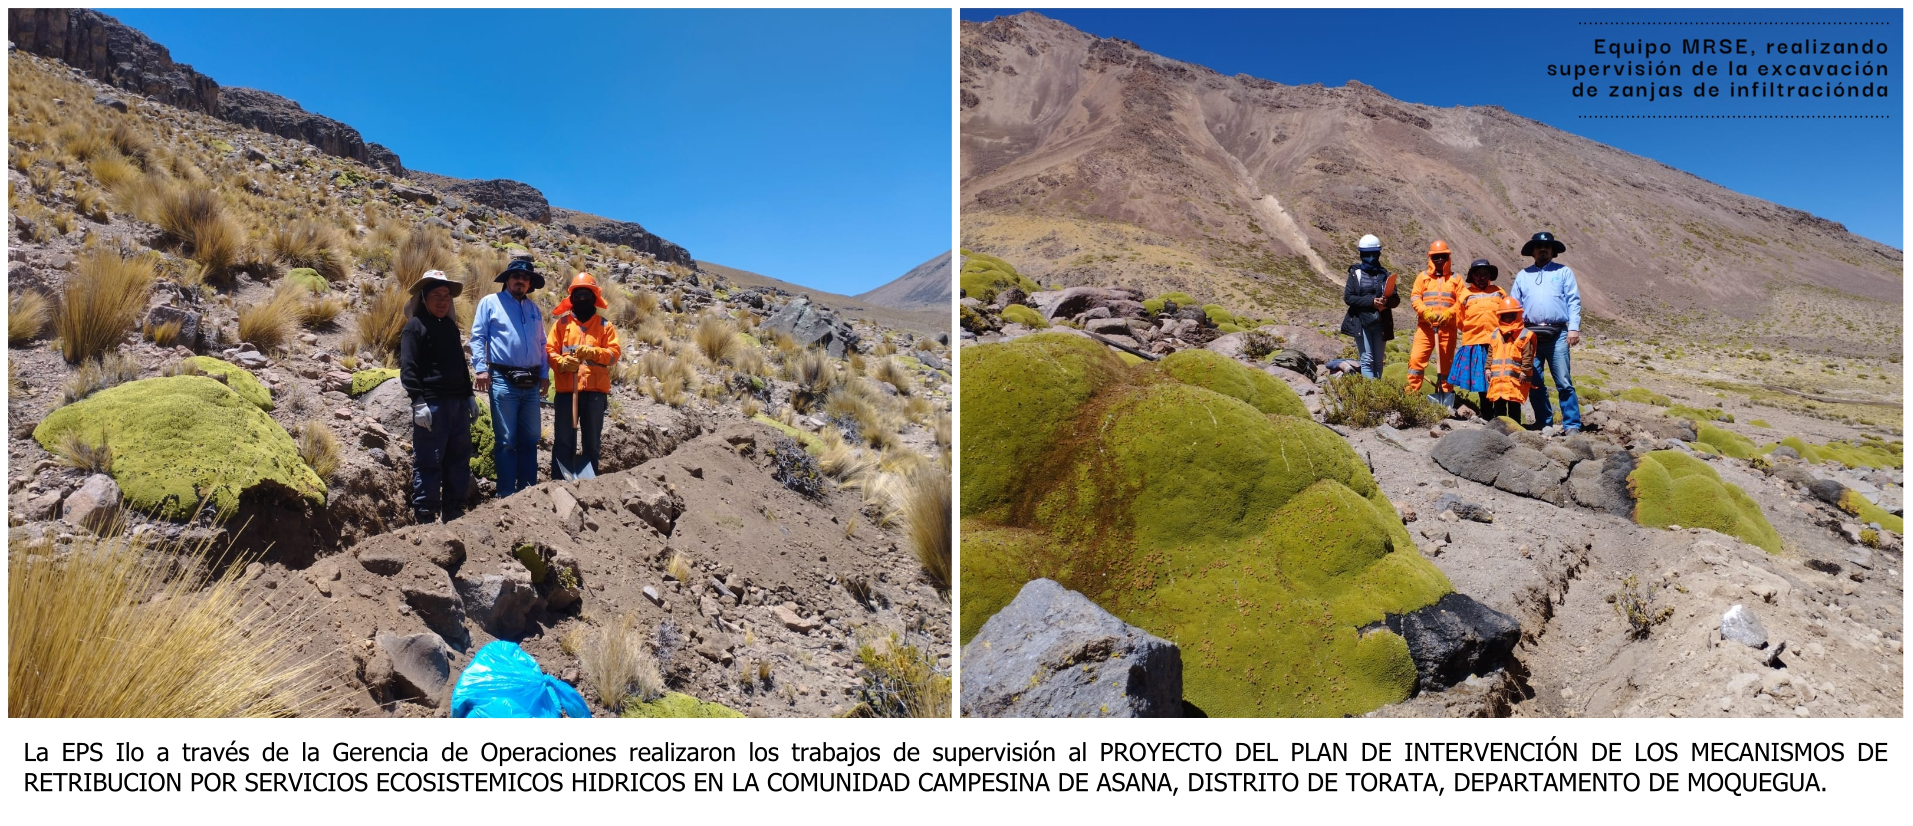 Equipo MRSE, realizando
supervisión de la excavación
de zanjas de infiltraciónda
La EPS Ilo a través de la Gerencia de Operaciones realizaron los trabajos de supervisión al PROYECTO DEL PLAN DE INTERVENCIÓN DE LOS MECANISMOS DE
RETRIBUCION POR SERVICIOS ECOSISTEMICOS HIDRICOS EN LA COMUNIDAD CAMPESINA DE ASANA, DISTRITO DE TORATA, DEPARTAMENTO DE MOQUEGUA.